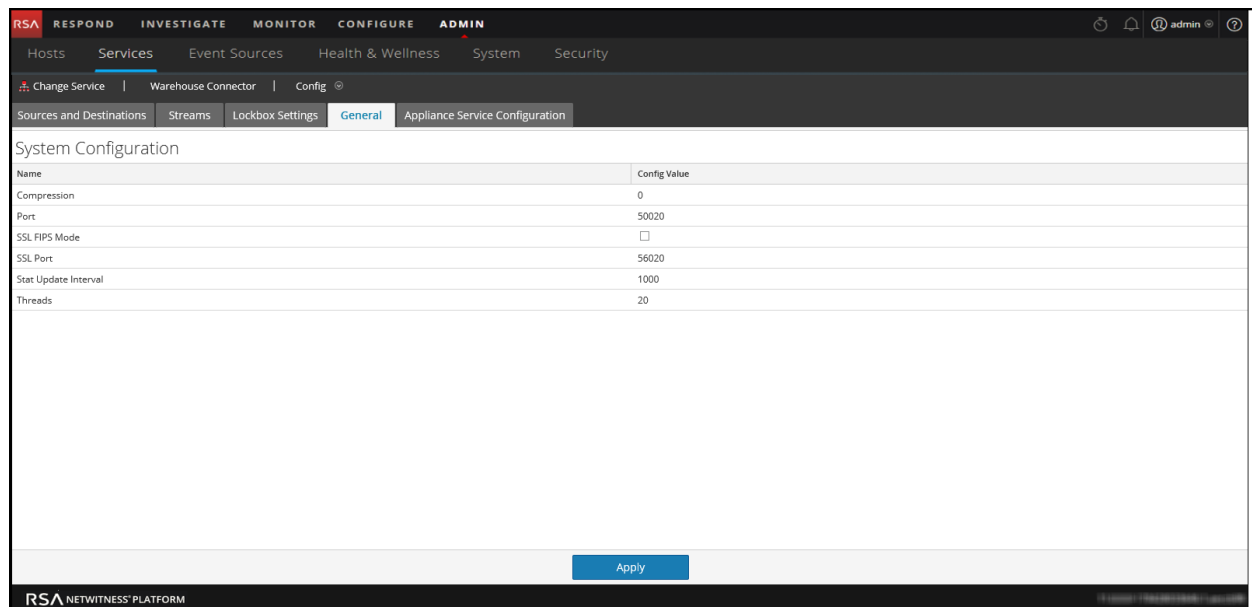 RSA RESPOND INVESTIGATE MONITOR CONFIGURE ADMIN admin ?
Hosts Services Event Sources Health & Wellness System Security
Change Service | Warehouse Connector | Config
Sources and Destinations Streams Lockbox Settings General Appliance Service Configuration
System Configuration
Name Config Value
Compression 0
Port 50020
SSL FIPS Mode
SSL Port 56020
Stat Update Interval 1000
Threads 20
Apply
RSA NETWITNESS® PLATFORM